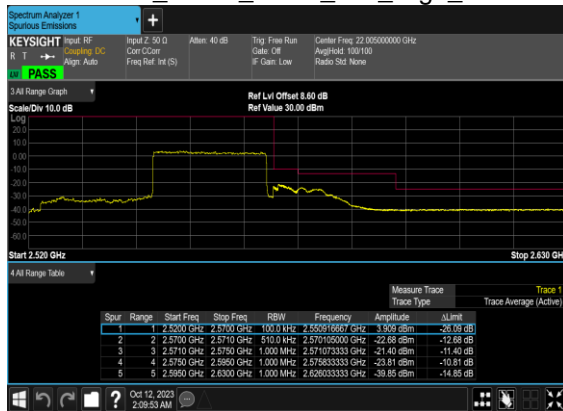 Spectrum Analyzer 1
Spurious Emissions
KEYSIGHT Input: RF Input Z: 50 Ω Atten: 40 dB Trig: Free Run Center Freq: 22.005000000 GHz
R T Coupling: DC Corr CCorr Gate: Off Avg|Hold: 100/100
Align: Auto Freq Ref: Int (S) IF Gain: Low Radio Std: None
PASS
3 All Range Graph
Ref Lvl Offset 8.60 dB
Scale/Div 10.0 dB Ref Value 30.00 dBm
Log
20.0
10.0
0.00
-10.0
-20.0
-30.0
-40.0
-50.0
-60.0
Start 2.520 GHz Stop 2.630 GH
4 All Range Table
Measure Trace Trace 1
Trace Type Trace Average (Active)
Spur Range Start Freq Stop Freq RBW Frequency Amplitude ΔLimit
1 1 2.5200 GHz 2.5700 GHz 100.0 kHz 2.550916667 GHz 3.909 dBm -26.09 dB
2 2 2.5700 GHz 2.5710 GHz 510.0 kHz 2.570105000 GHz -22.68 dBm -12.68 dB
3 3 2.5710 GHz 2.5750 GHz 1.000 MHz 2.571073333 GHz -21.40 dBm -11.40 dB
4 4 2.5750 GHz 2.5950 GHz 1.000 MHz 2.575833333 GHz -23.81 dBm -10.81 dB
5 5 2.5950 GHz 2.6300 GHz 1.000 MHz 2.626033333 GHz -39.85 dBm -14.85 dB
Oct 12, 2023
2:09:53 AM